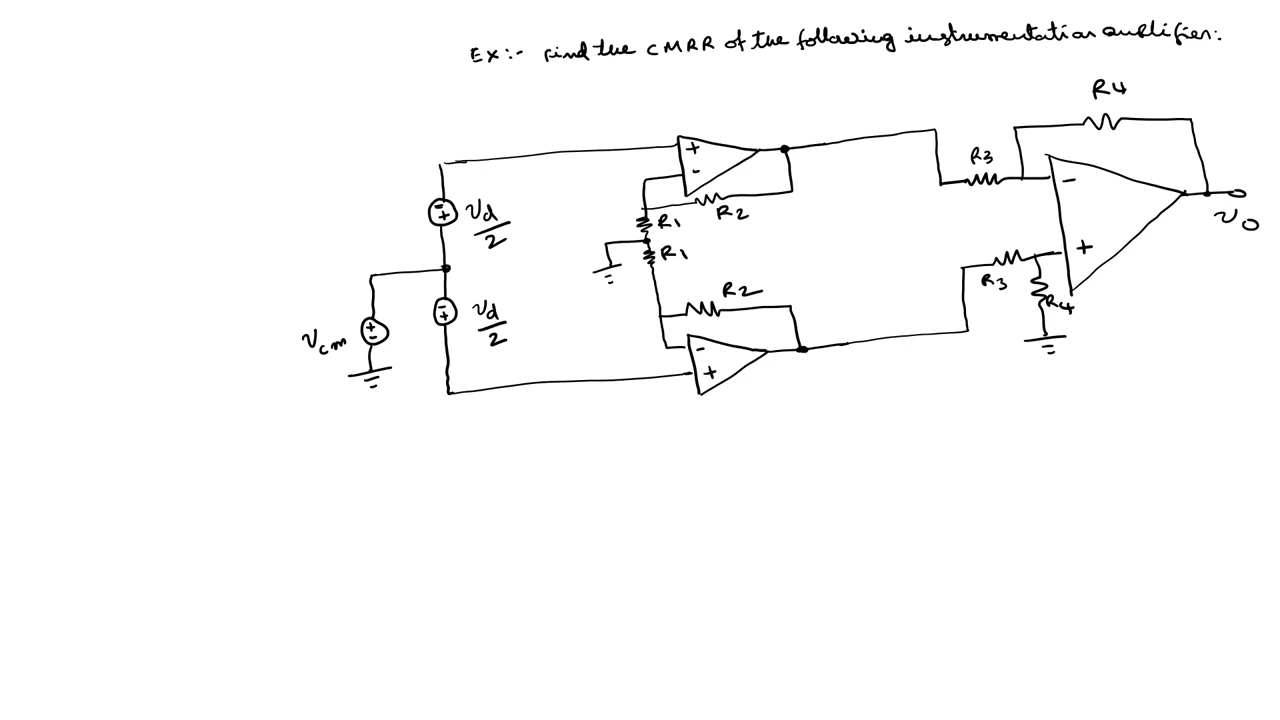 Ex:- Find the CMRR of the following instrumentation amplifier:
R4
+
-
R3
-
vd/2
R2
R1
vo
R1
+
R3
R4
vd/2
R2
vcm
-
+